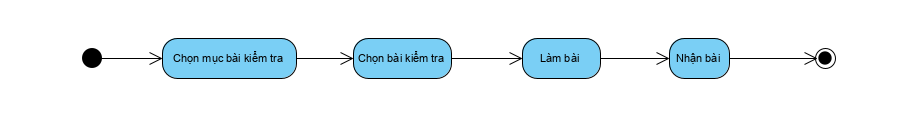 Chọn mục bài kiểm tra
Chọn bài kiểm tra
Làm bài
Nhận bài